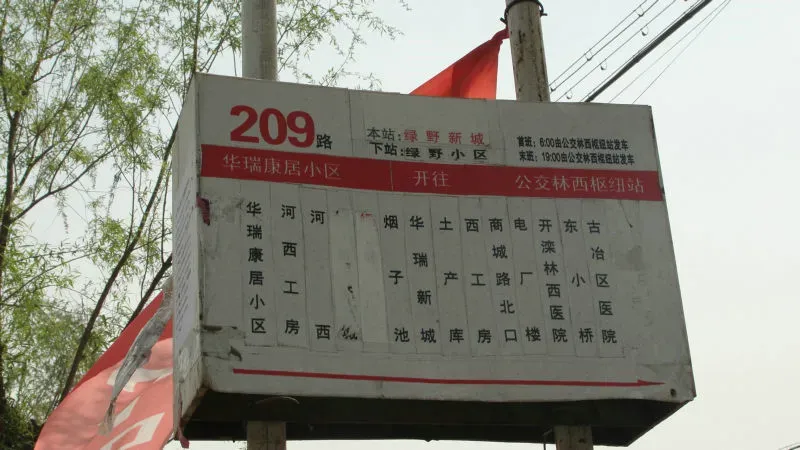 209路
本站:绿野新城
下站:绿野小区
首班:6:00由公交林西枢纽站发车
末班:19:00由公交林西枢纽站发车
华瑞康居小区 开往 公交林西枢纽站
华瑞康居小区
河西工房
河西
城
烟子池
华瑞新城
土产库
西工房
商城路北口
电厂楼
开滦林西医院
东小桥
古冶区医院